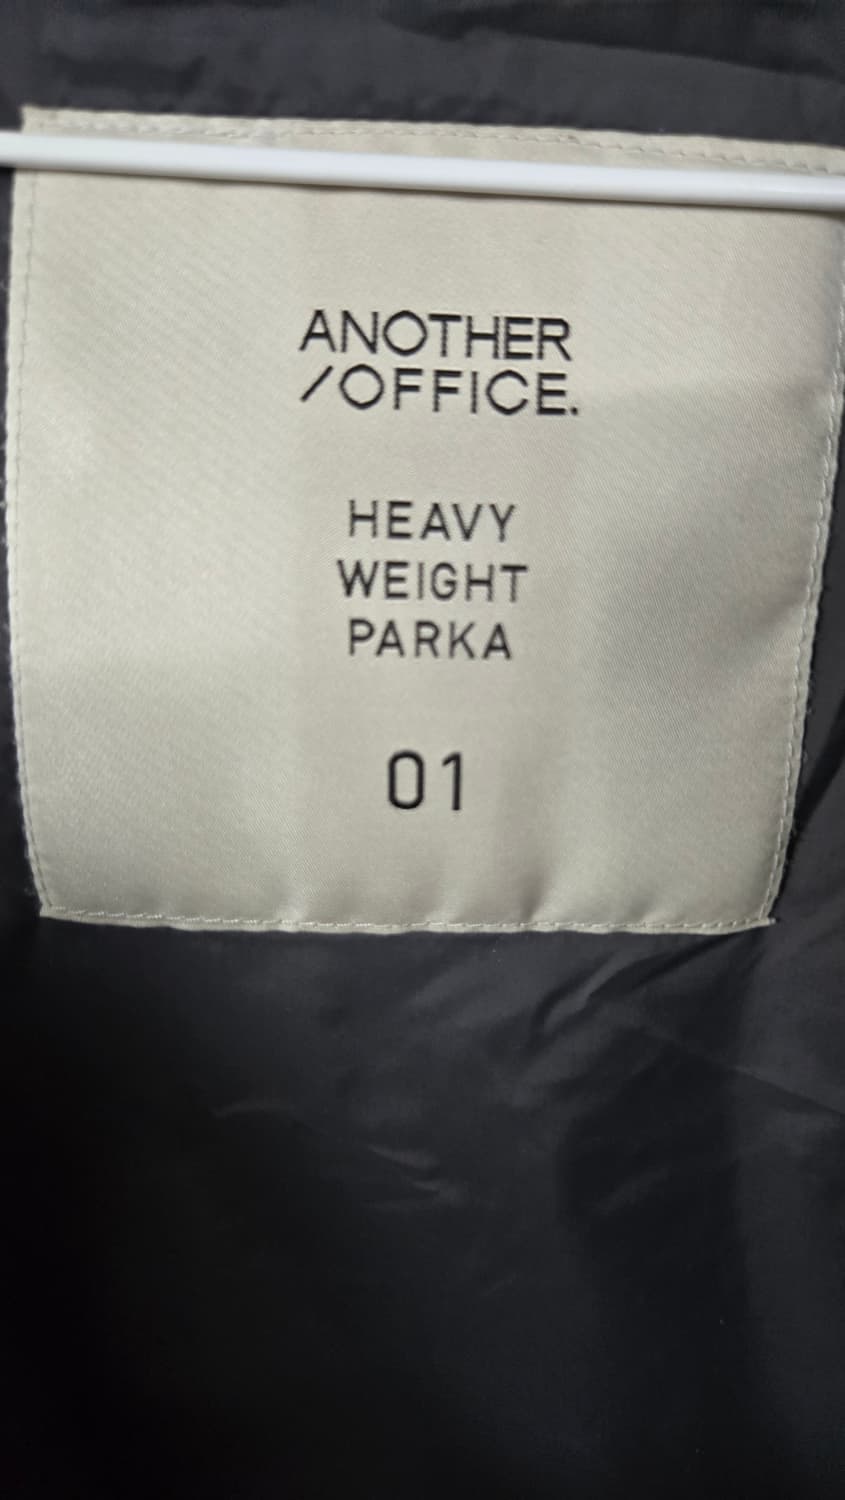 ANOTHER
/OFFICE.
HEAVY
WEIGHT
PARKA
01